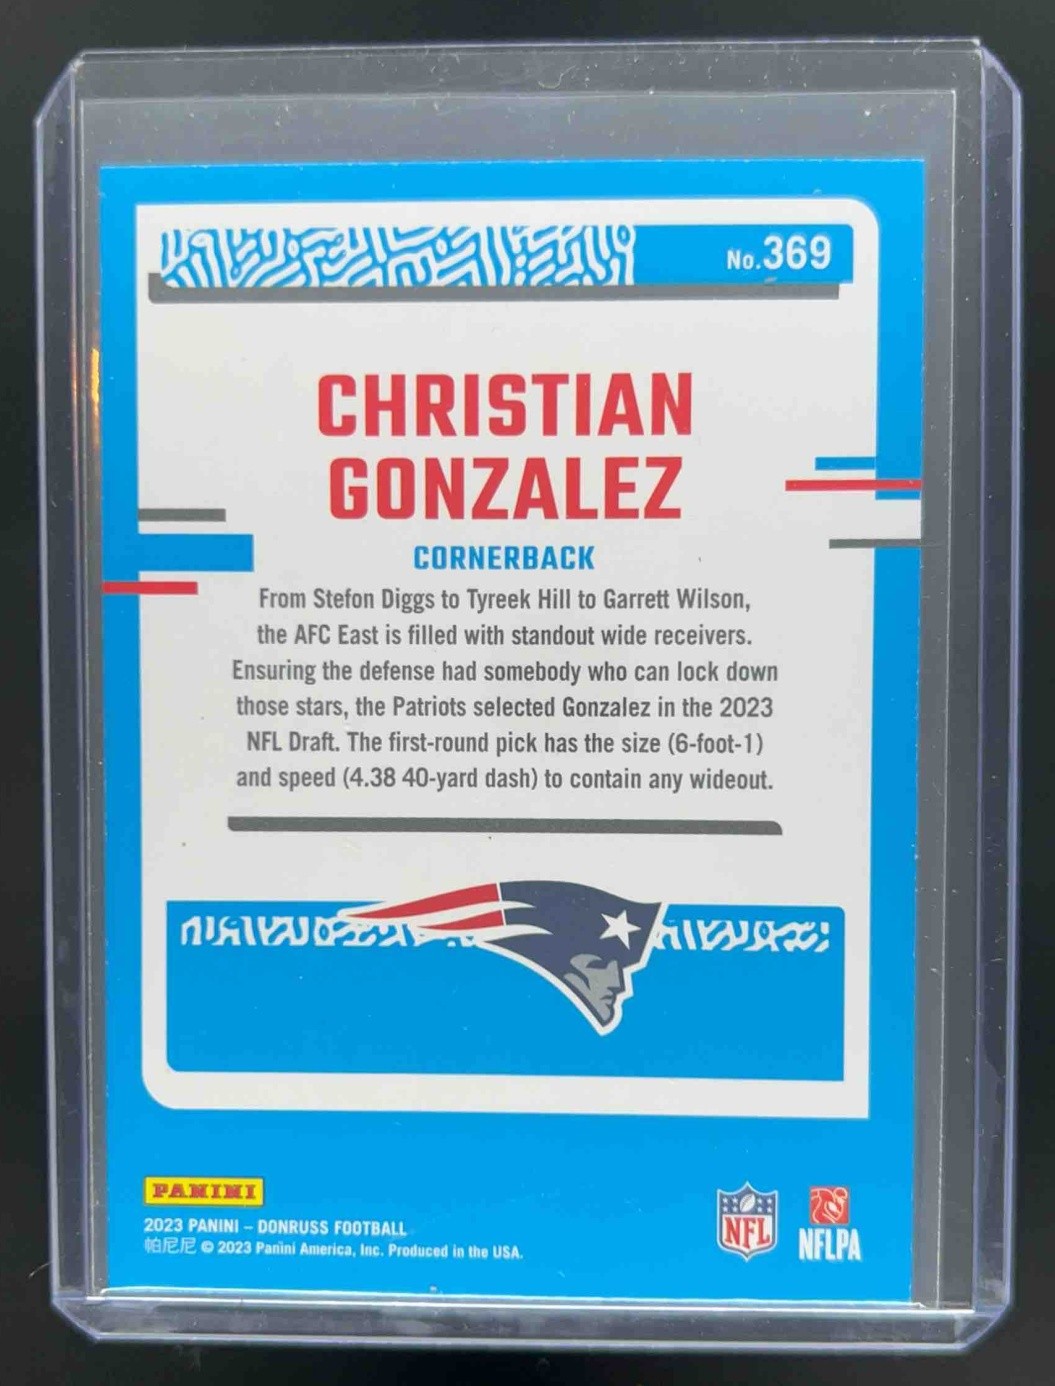 No.369
CHRISTIAN
GONZALEZ
CORNERBACK
From Stefon Diggs to Tyreek Hill to Garrett Wilson,
the AFC East is filled with standout wide receivers.
Ensuring the defense had somebody who can lock down
those stars, the Patriots selected Gonzalez in the 2023
NFL Draft. The first-round pick has the size (6-foot-1)
and speed (4.38 40-yard dash) to contain any wideout.
PANINI
2023 PANINI – DONRUSS FOOTBALL
帕尼尼 © 2023 Panini America, Inc. Produced in the USA.
NFL
NFLPA